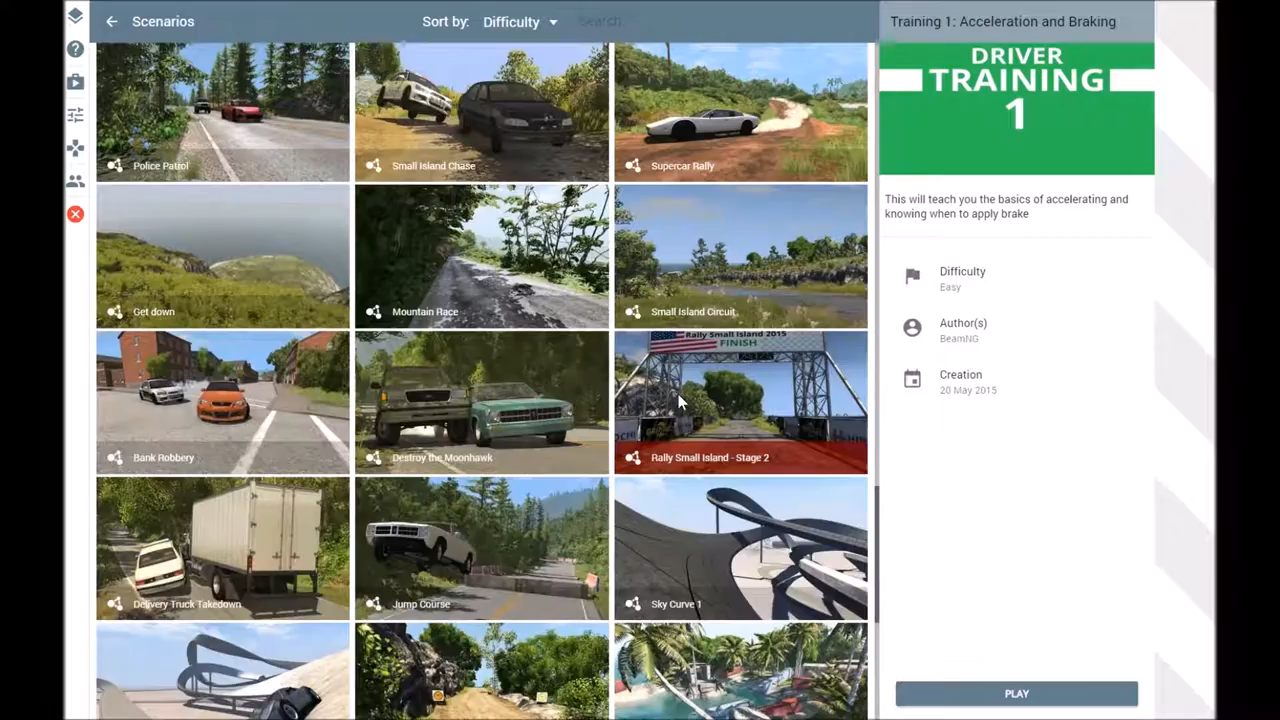 Scenarios
Sort by: Difficulty
Search
Training 1: Acceleration and Braking
Police Patrol
Small Island Chase
Supercar Rally
DRIVER
TRAINING
1
This will teach you the basics of accelerating and
knowing when to apply brake
Get down
Mountain Race
Small Island Circuit
Difficulty
Easy
Author(s)
BeamNG
Creation
20 May 2015
Rally Small Island 2015
FINISH
Bank Robbery
Destroy the Moonhawk
Rally Small Island - Stage 2
Delivery Truck Takedown
Jump Course
Sky Curve 1
PLAY